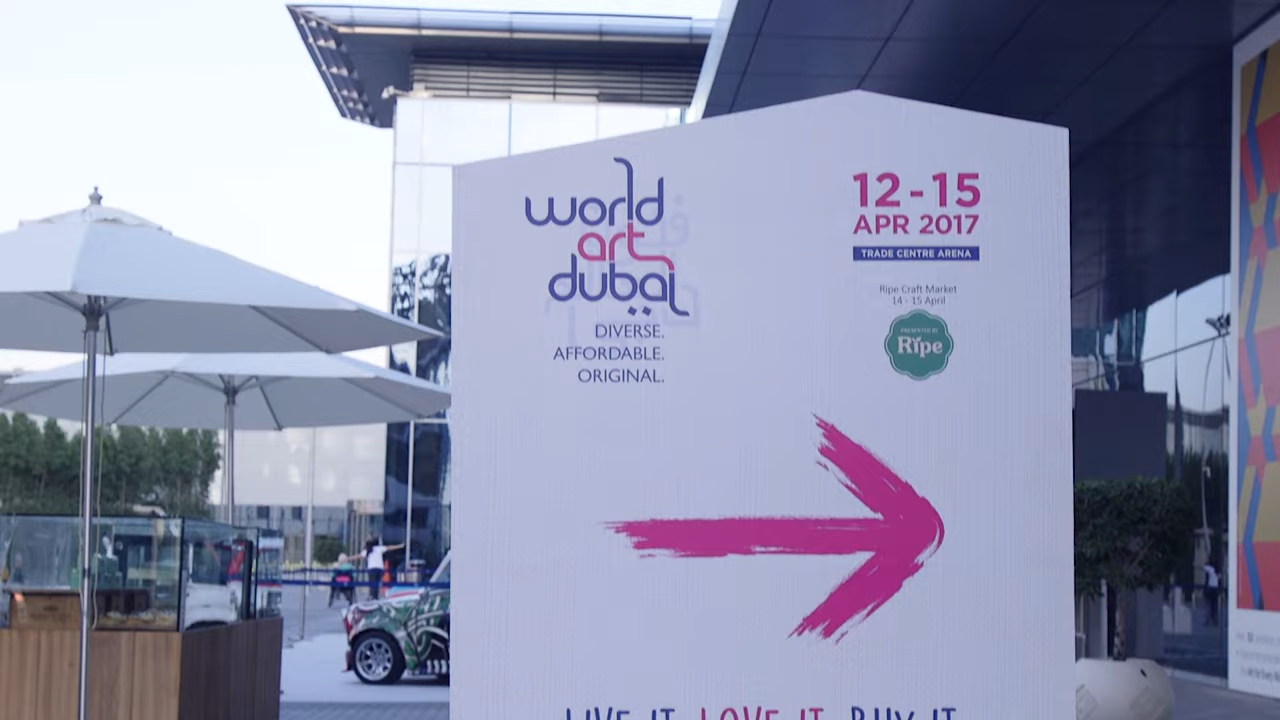 world
art
dubai
DIVERSE.
AFFORDABLE.
ORIGINAL.
12-15
APR 2017
TRADE CENTRE ARENA
Ripe Craft Market
14 - 15 April
PRESENTED BY
Ripe
LIVE IT. LOVE IT. BUY IT.